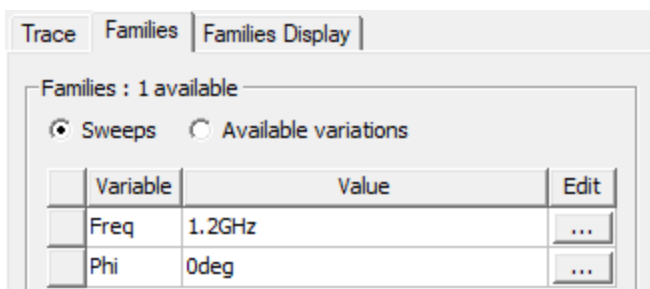 Trace Families Families Display
Families : 1 available
Sweeps Available variations
Variable Value Edit
Freq 1.2GHz ...
Phi 0deg ...